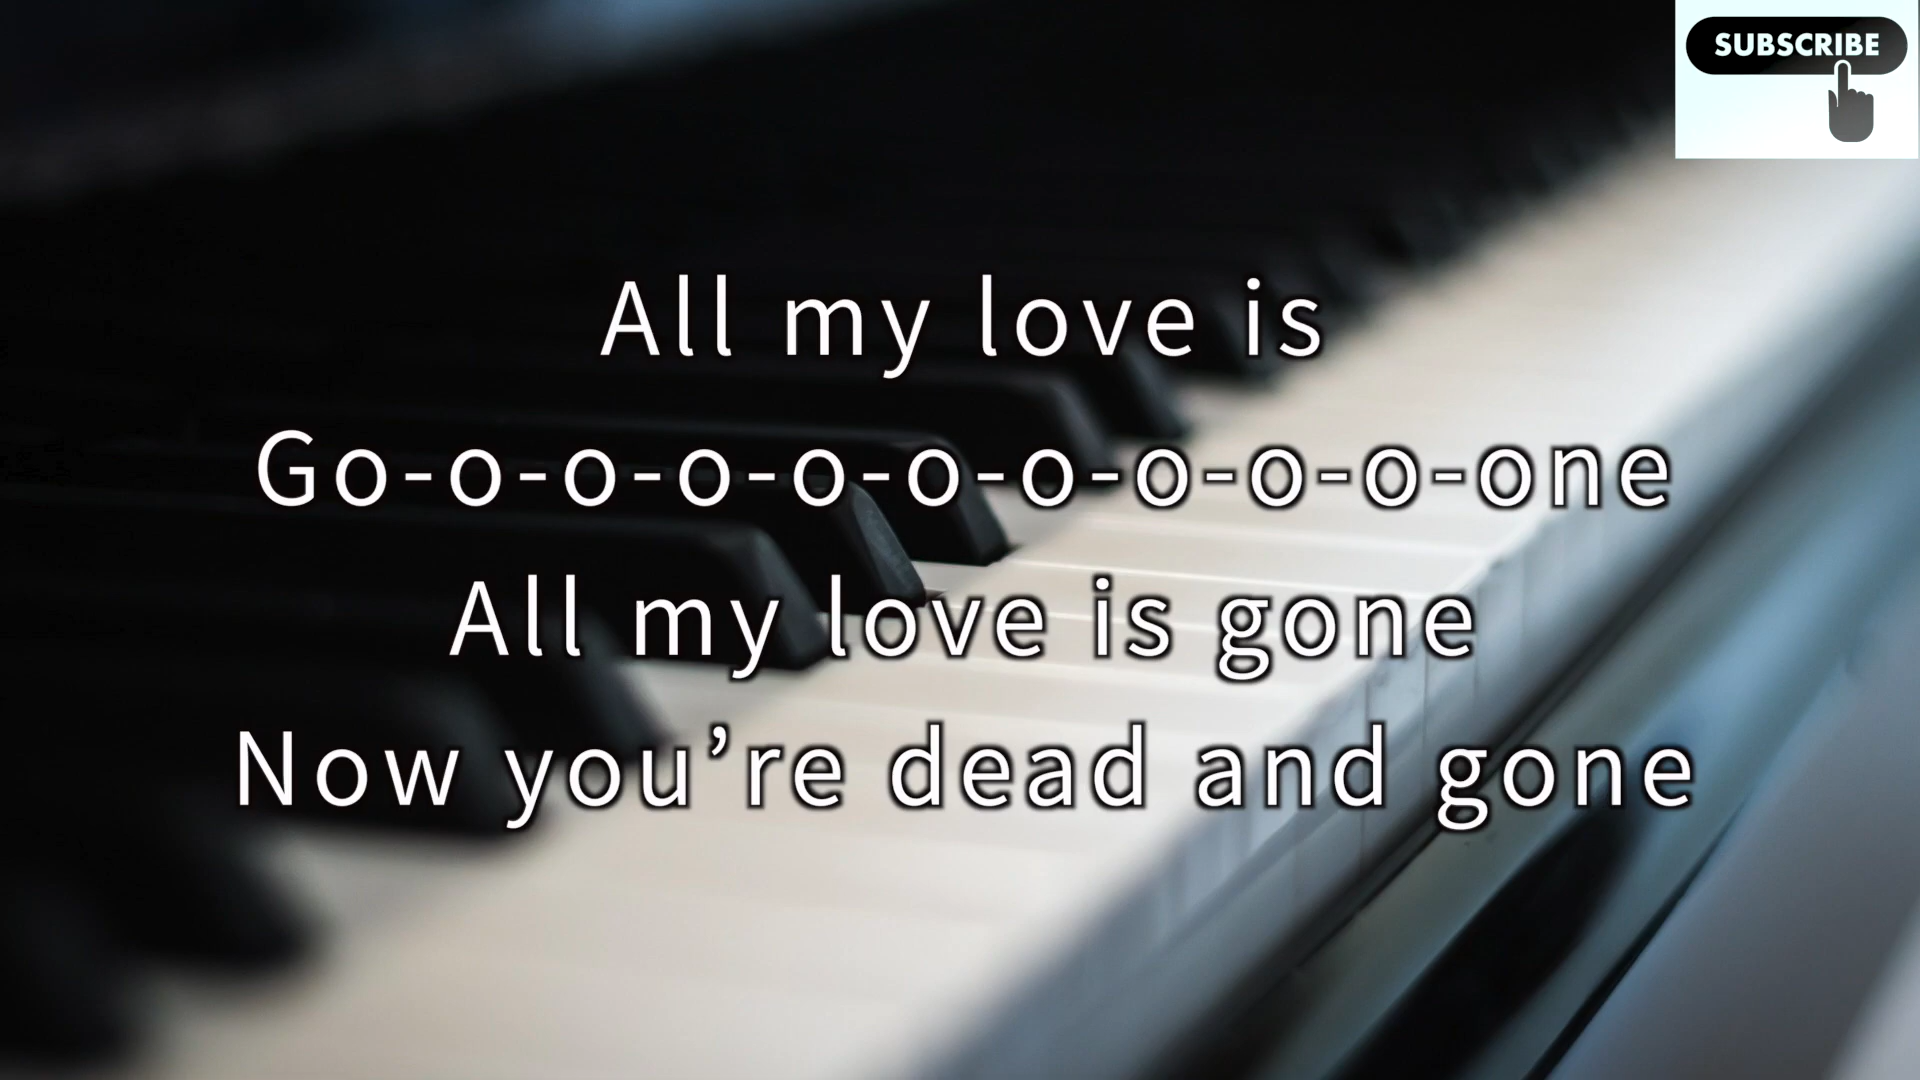 SUBSCRIBE
All my love is
Go-o-o-o-o-o-o-o-o-o-one
All my love is gone
Now you’re dead and gone